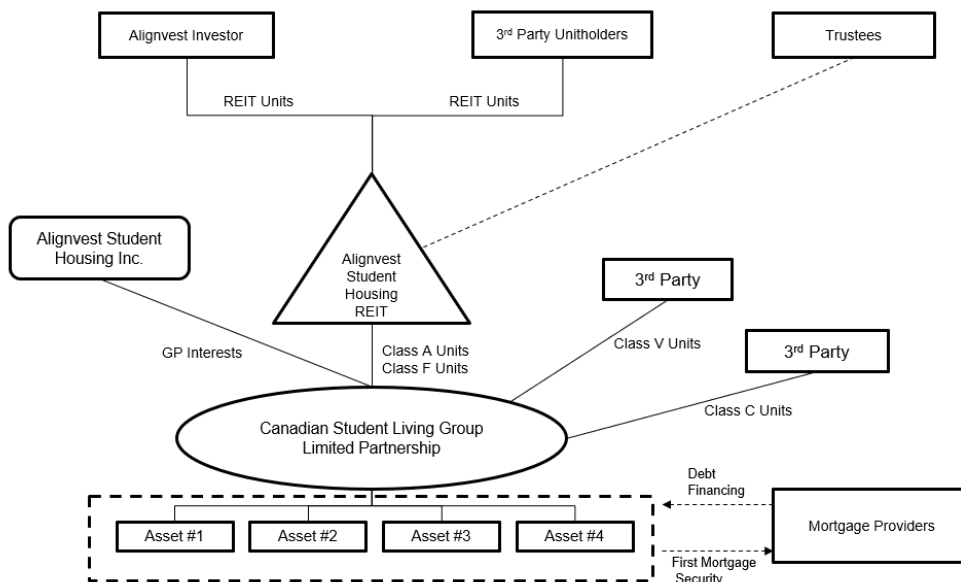 Alignvest Investor
3rd Party Unitholders
Trustees
REIT Units
REIT Units
Alignvest Student
Housing Inc.
Alignvest
Student
Housing
REIT
3rd Party
3rd Party
GP Interests
Class A Units
Class F Units
Class V Units
Class C Units
Canadian Student Living Group
Limited Partnership
Debt
Financing
Asset #1
Asset #2
Asset #3
Asset #4
Mortgage Providers
First Mortgage
Security